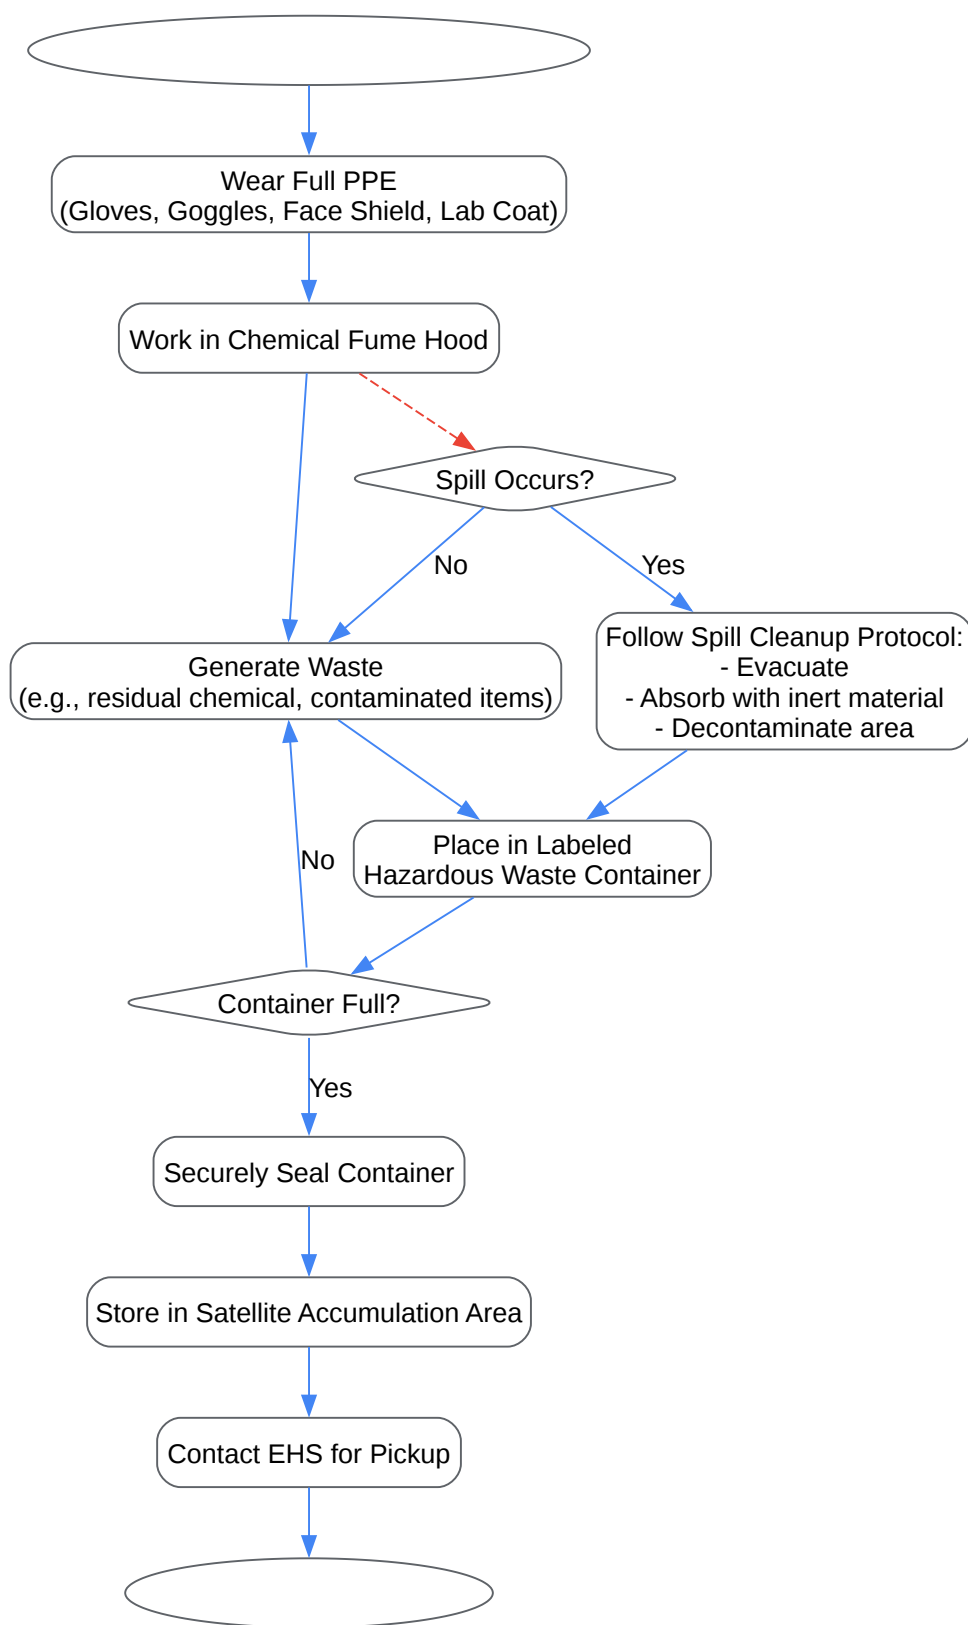 Wear Full PPE
(Gloves, Goggles, Face Shield, Lab Coat)
Work in Chemical Fume Hood
Spill Occurs?
No
Yes
Follow Spill Cleanup Protocol:
- Evacuate
- Absorb with inert material
- Decontaminate area
Generate Waste
(e.g., residual chemical, contaminated items)
Place in Labeled
Hazardous Waste Container
No
Container Full?
Yes
Securely Seal Container
Store in Satellite Accumulation Area
Contact EHS for Pickup